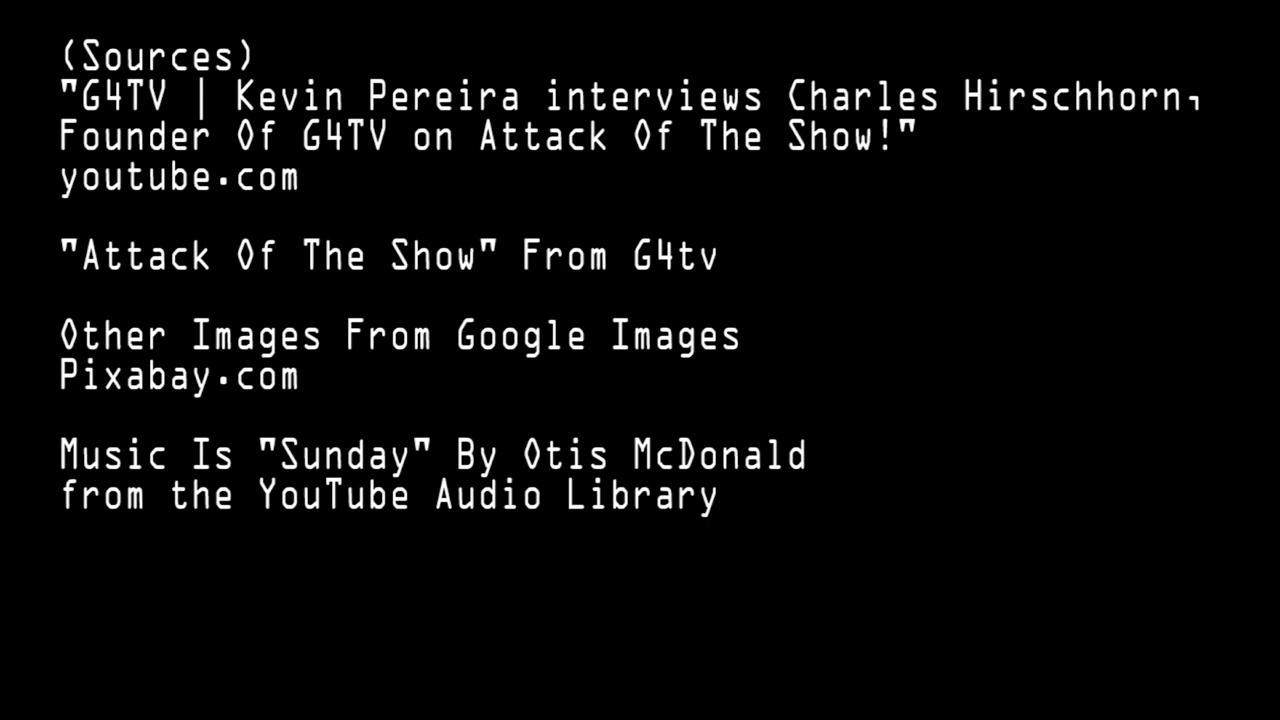 (Sources)
"G4TV | Kevin Pereira interviews Charles Hirschhorn,
Founder Of G4TV on Attack Of The Show!"
youtube.com
"Attack Of The Show" From G4tv
Other Images From Google Images
Pixabay.com
Music Is "Sunday" By Otis McDonald
from the YouTube Audio Library